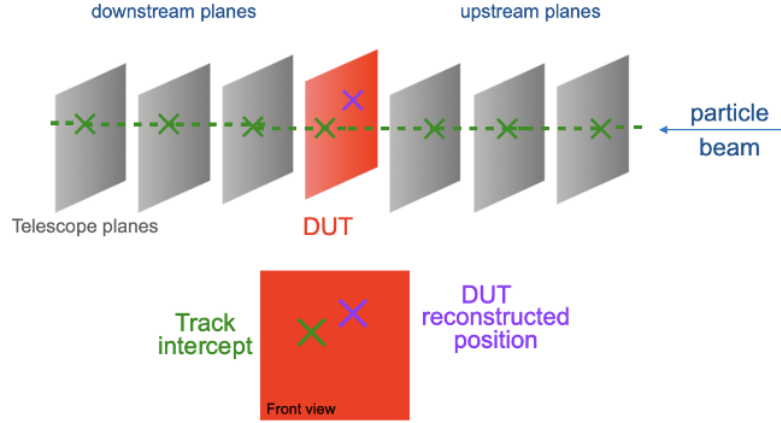 downstream planes
upstream planes
particle
beam
Telescope planes
DUT
Track
intercept
DUT
reconstructed
position
Front view